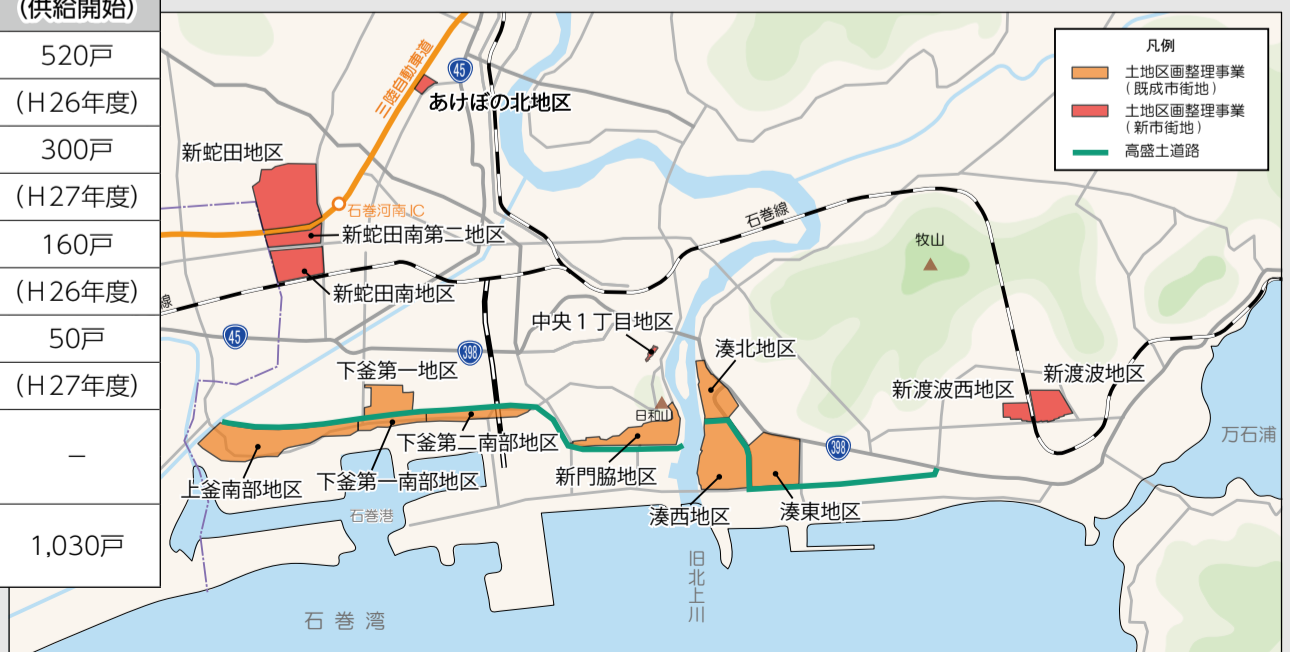 (供給開始)
520戸
(H26年度)
300戸
(H27年度)
160戸
(H26年度)
50戸
(H27年度)
－
1,030戸
凡例
土地区画整理事業
(既成市街地)
土地区画整理事業
(新市街地)
高盛土道路
三陸自動車道
45
あけぼの北地区
新蛇田地区
石巻河南IC
新蛇田南第二地区
石巻線
牧山
新蛇田南地区
線
45
398
中央１丁目地区
湊北地区
下釜第一地区
新渡波西地区
新渡波地区
日和山
万石浦
398
下釜第二南部地区
上釜南部地区
下釜第一南部地区
新門脇地区
石巻港
湊西地区
湊東地区
旧北上川
石巻湾